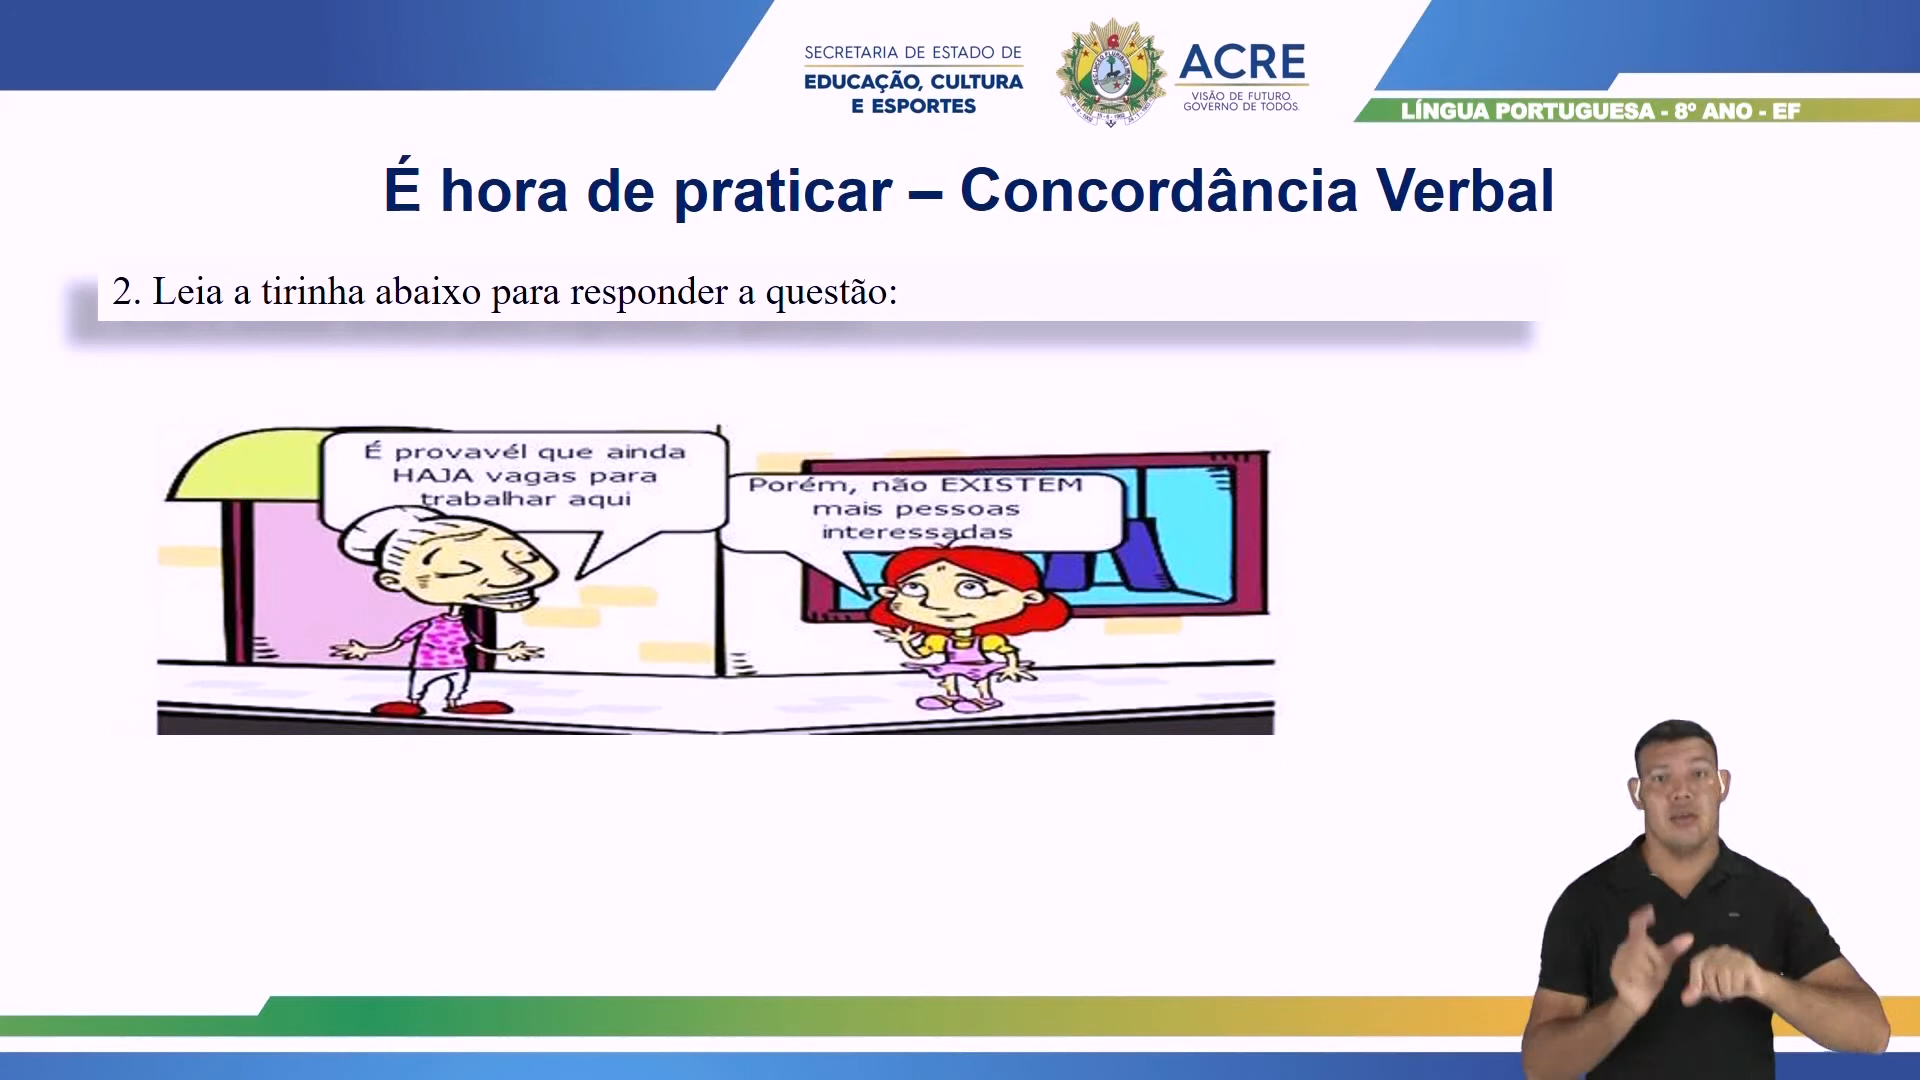 SECRETARIA DE ESTADO DE
EDUCAÇÃO, CULTURA
E ESPORTES
ACRE
VISÃO DE FUTURO.
GOVERNO DE TODOS.
LÍNGUA PORTUGUESA - 8º ANO - EF
É hora de praticar – Concordância Verbal
2. Leia a tirinha abaixo para responder a questão:
É provavél que ainda
HAJA vagas para
trabalhar aqui
Porém, não EXISTEM
mais pessoas
interessadas